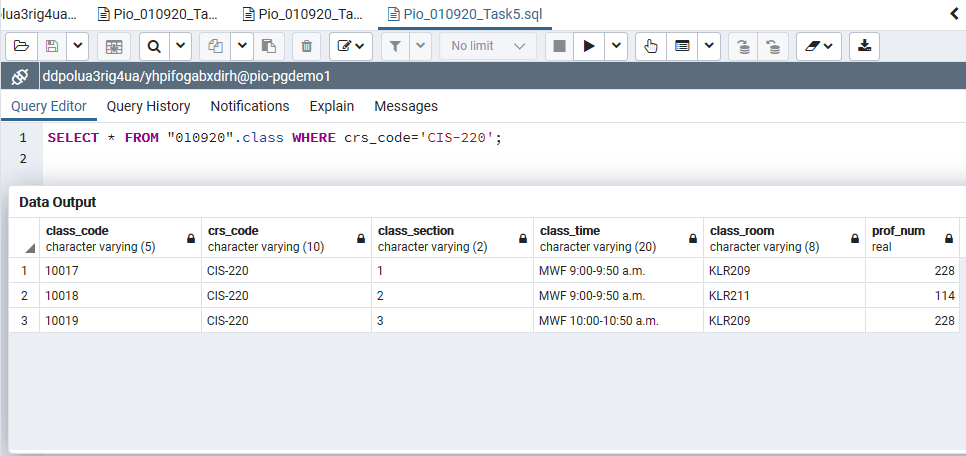 olua3rig4ua... Pio_010920_Ta... Pio_010920_Ta... Pio_010920_Task5.sql
No limit
ddpolua3rig4ua/yhpifogabxdirh@pio-pgdemo1
Query Editor Query History Notifications Explain Messages
1 SELECT * FROM "010920".class WHERE crs_code='CIS-220';
2
Data Output
class_code crs_code class_section class_time class_room prof_num
character varying (5) character varying (10) character varying (2) character varying (20) character varying (8) real
1 10017 CIS-220 1 MWF 9:00-9:50 a.m. KLR209 228
2 10018 CIS-220 2 MWF 9:00-9:50 a.m. KLR211 114
3 10019 CIS-220 3 MWF 10:00-10:50 a.m. KLR209 228